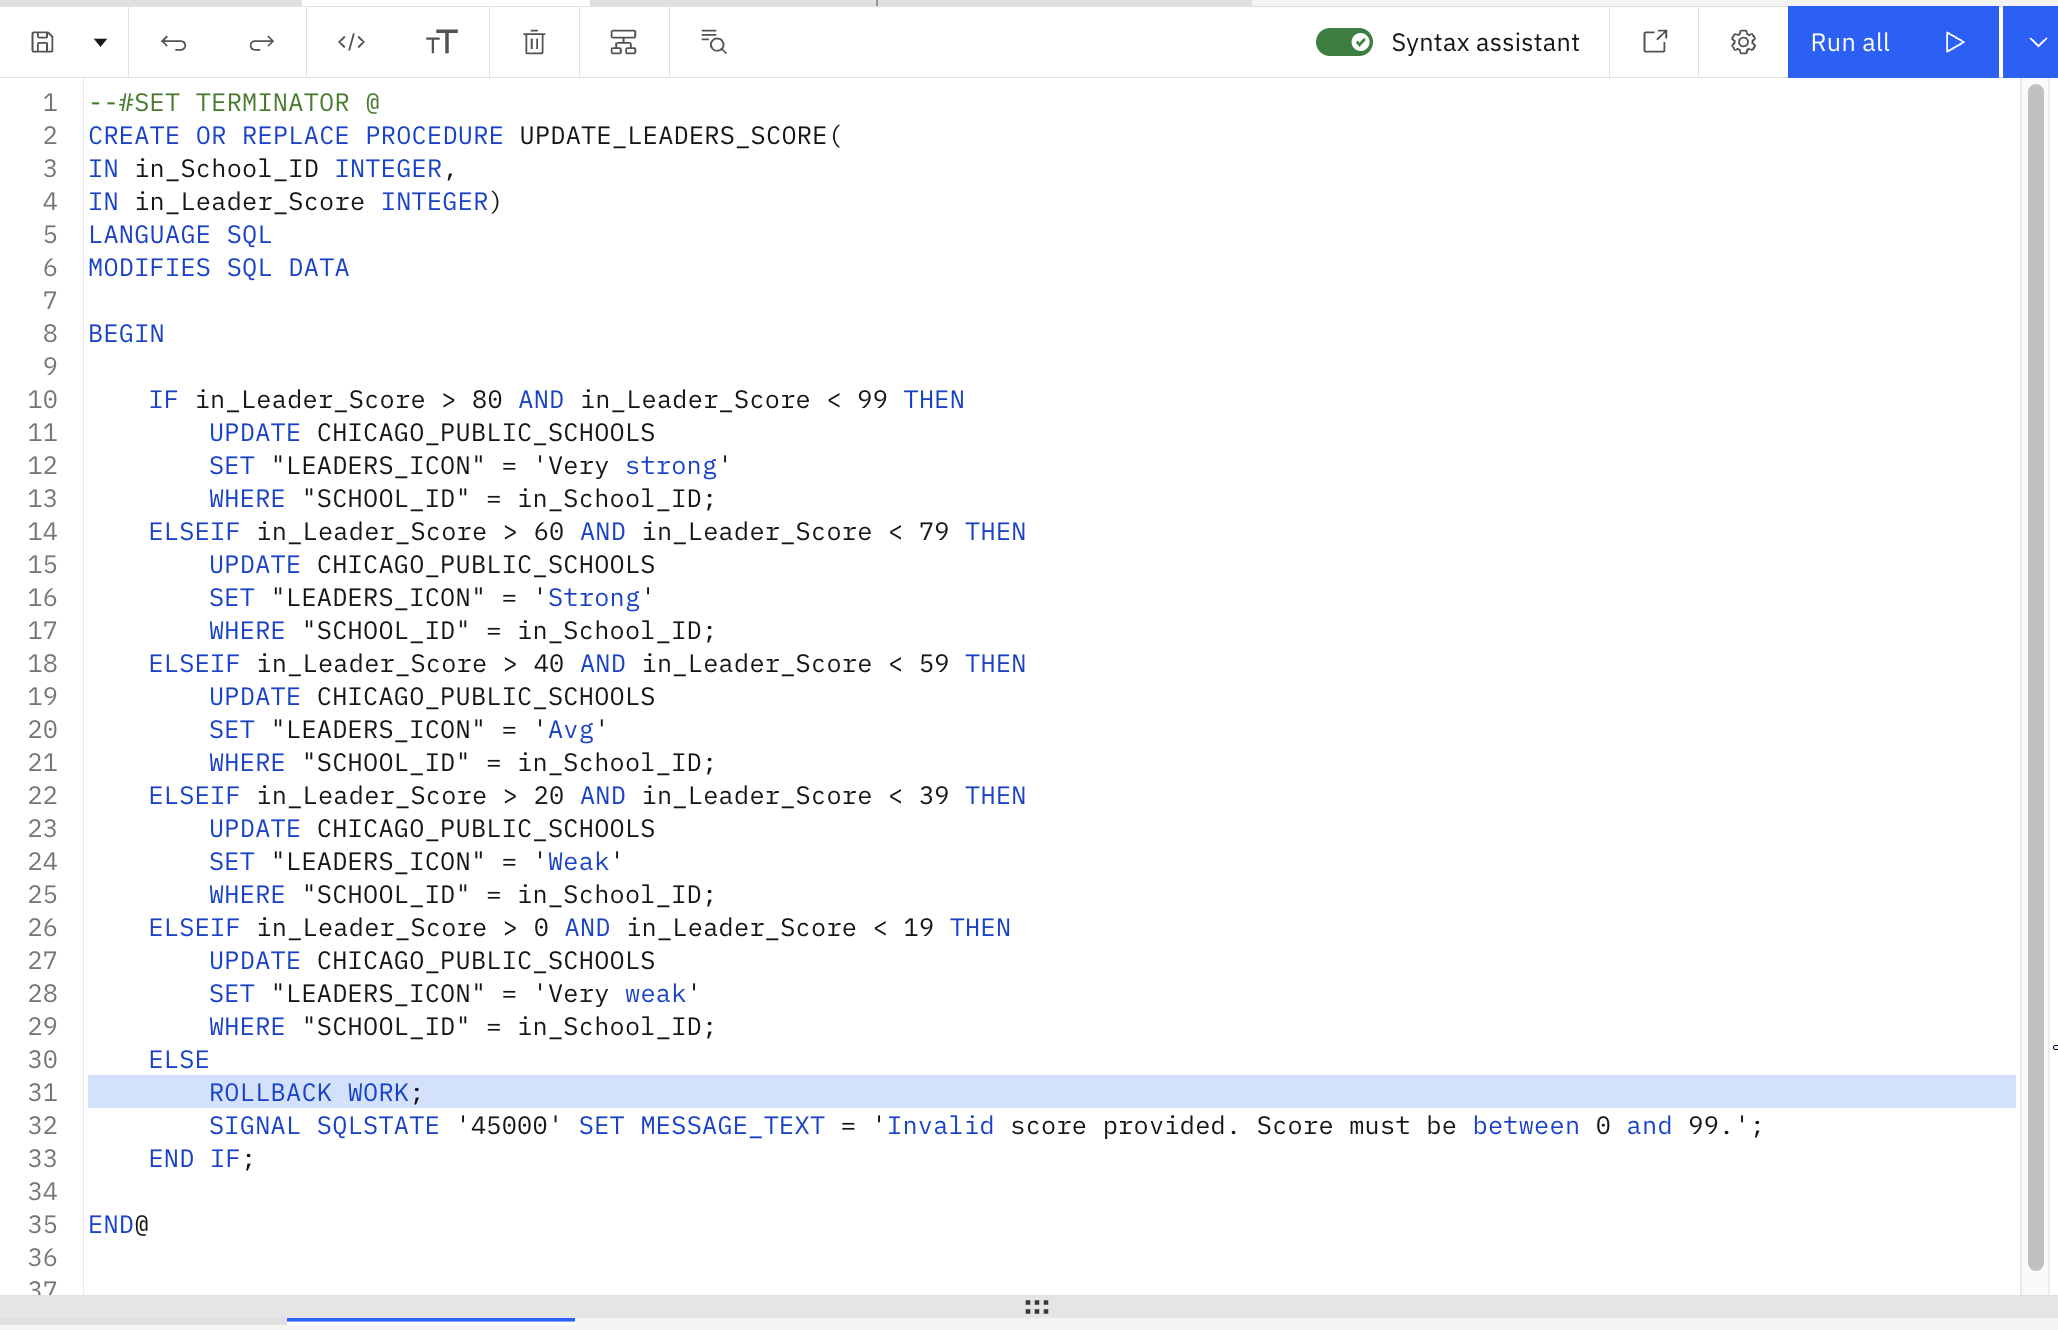 Syntax assistant
Run all
1 --#SET TERMINATOR @
2 CREATE OR REPLACE PROCEDURE UPDATE_LEADERS_SCORE(
3 IN in_School_ID INTEGER,
4 IN in_Leader_Score INTEGER)
5 LANGUAGE SQL
6 MODIFIES SQL DATA
7
8 BEGIN
9
10 IF in_Leader_Score > 80 AND in_Leader_Score < 99 THEN
11 UPDATE CHICAGO_PUBLIC_SCHOOLS
12 SET "LEADERS_ICON" = 'Very strong'
13 WHERE "SCHOOL_ID" = in_School_ID;
14 ELSEIF in_Leader_Score > 60 AND in_Leader_Score < 79 THEN
15 UPDATE CHICAGO_PUBLIC_SCHOOLS
16 SET "LEADERS_ICON" = 'Strong'
17 WHERE "SCHOOL_ID" = in_School_ID;
18 ELSEIF in_Leader_Score > 40 AND in_Leader_Score < 59 THEN
19 UPDATE CHICAGO_PUBLIC_SCHOOLS
20 SET "LEADERS_ICON" = 'Avg'
21 WHERE "SCHOOL_ID" = in_School_ID;
22 ELSEIF in_Leader_Score > 20 AND in_Leader_Score < 39 THEN
23 UPDATE CHICAGO_PUBLIC_SCHOOLS
24 SET "LEADERS_ICON" = 'Weak'
25 WHERE "SCHOOL_ID" = in_School_ID;
26 ELSEIF in_Leader_Score > 0 AND in_Leader_Score < 19 THEN
27 UPDATE CHICAGO_PUBLIC_SCHOOLS
28 SET "LEADERS_ICON" = 'Very weak'
29 WHERE "SCHOOL_ID" = in_School_ID;
30 ELSE
31 ROLLBACK WORK;
32 SIGNAL SQLSTATE '45000' SET MESSAGE_TEXT = 'Invalid score provided. Score must be between 0 and 99.';
33 END IF;
34
35 END@
36
37